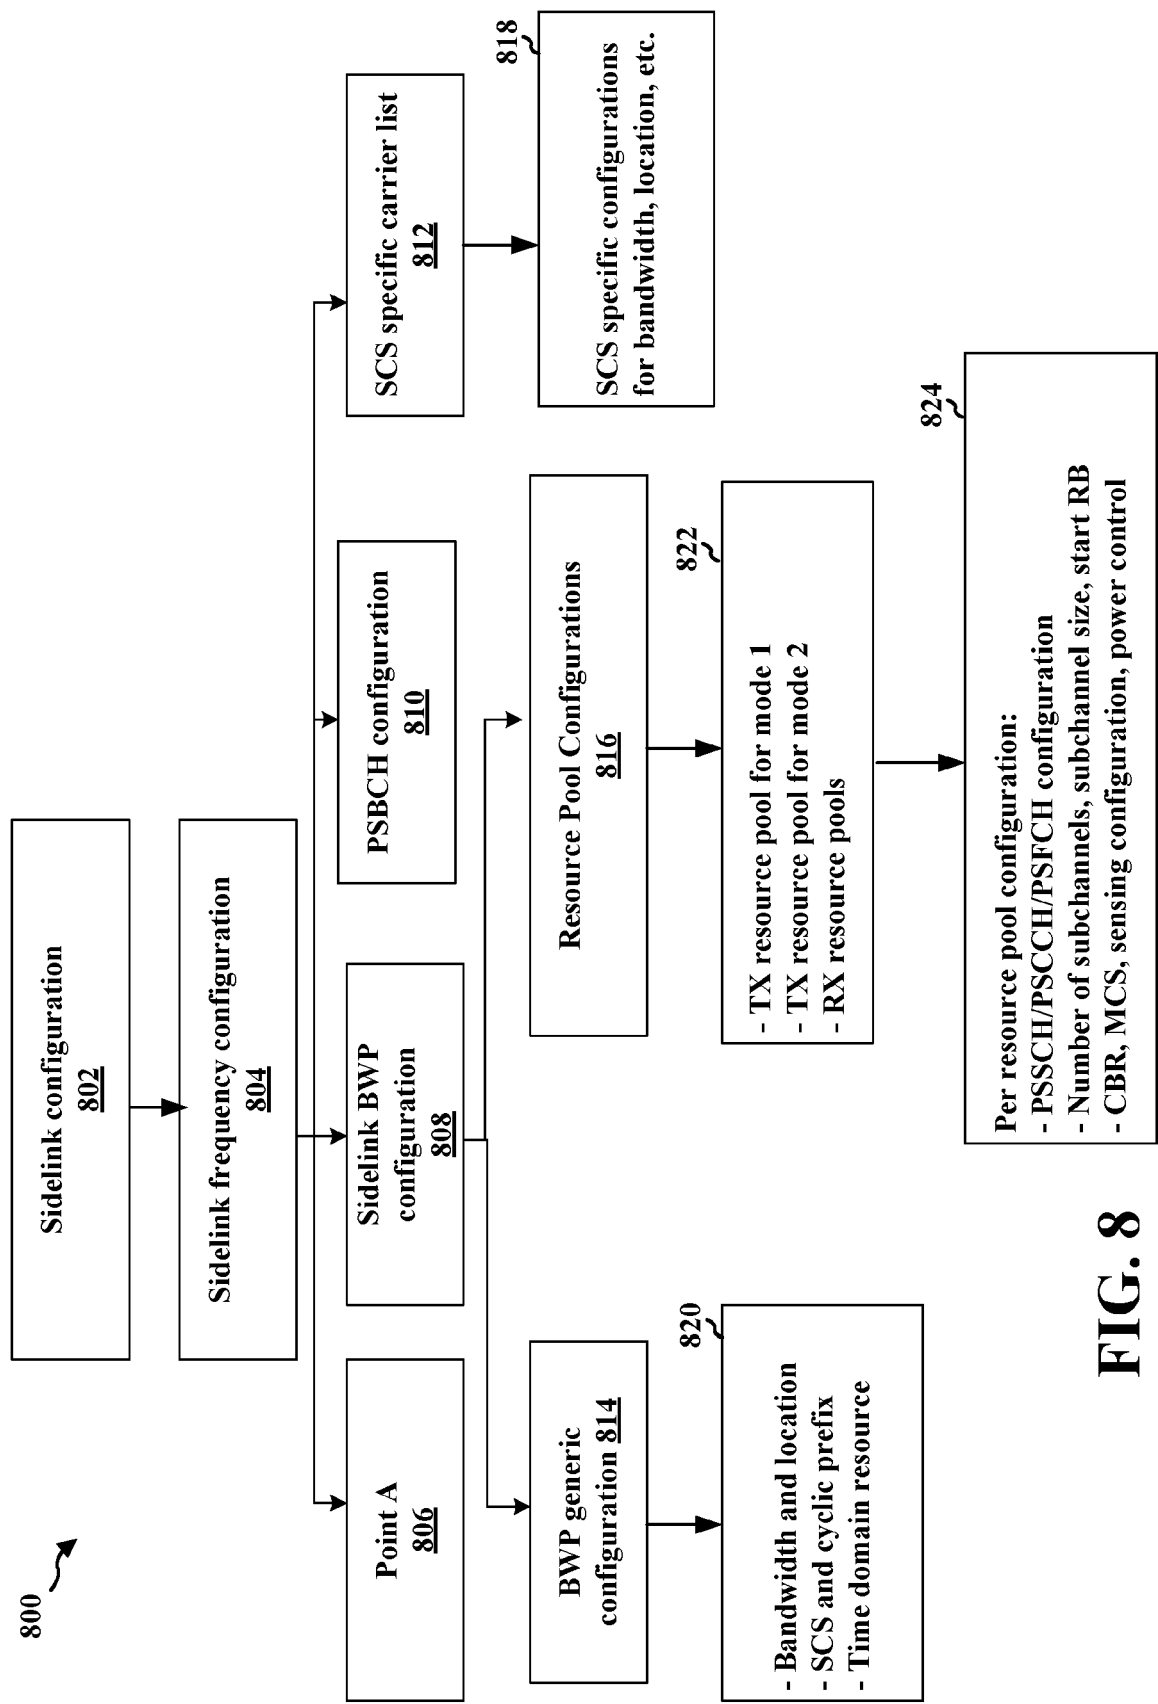 800
Sidelink configuration
802
Sidelink frequency configuration
804
Point A
806
Sidelink BWP
configuration
808
PSBCH configuration
810
SCS specific carrier list
812
BWP generic
configuration 814
Resource Pool Configurations
816
818
SCS specific configurations
for bandwidth, location, etc.
820
- Bandwidth and location
- SCS and cyclic prefix
- Time domain resource
822
- TX resource pool for mode 1
- TX resource pool for mode 2
- RX resource pools
824
Per resource pool configuration:
- PSSCH/PSCCH/PSFCH configuration
- Number of subchannels, subchannel size, start RB
- CBR, MCS, sensing configuration, power control
FIG. 8